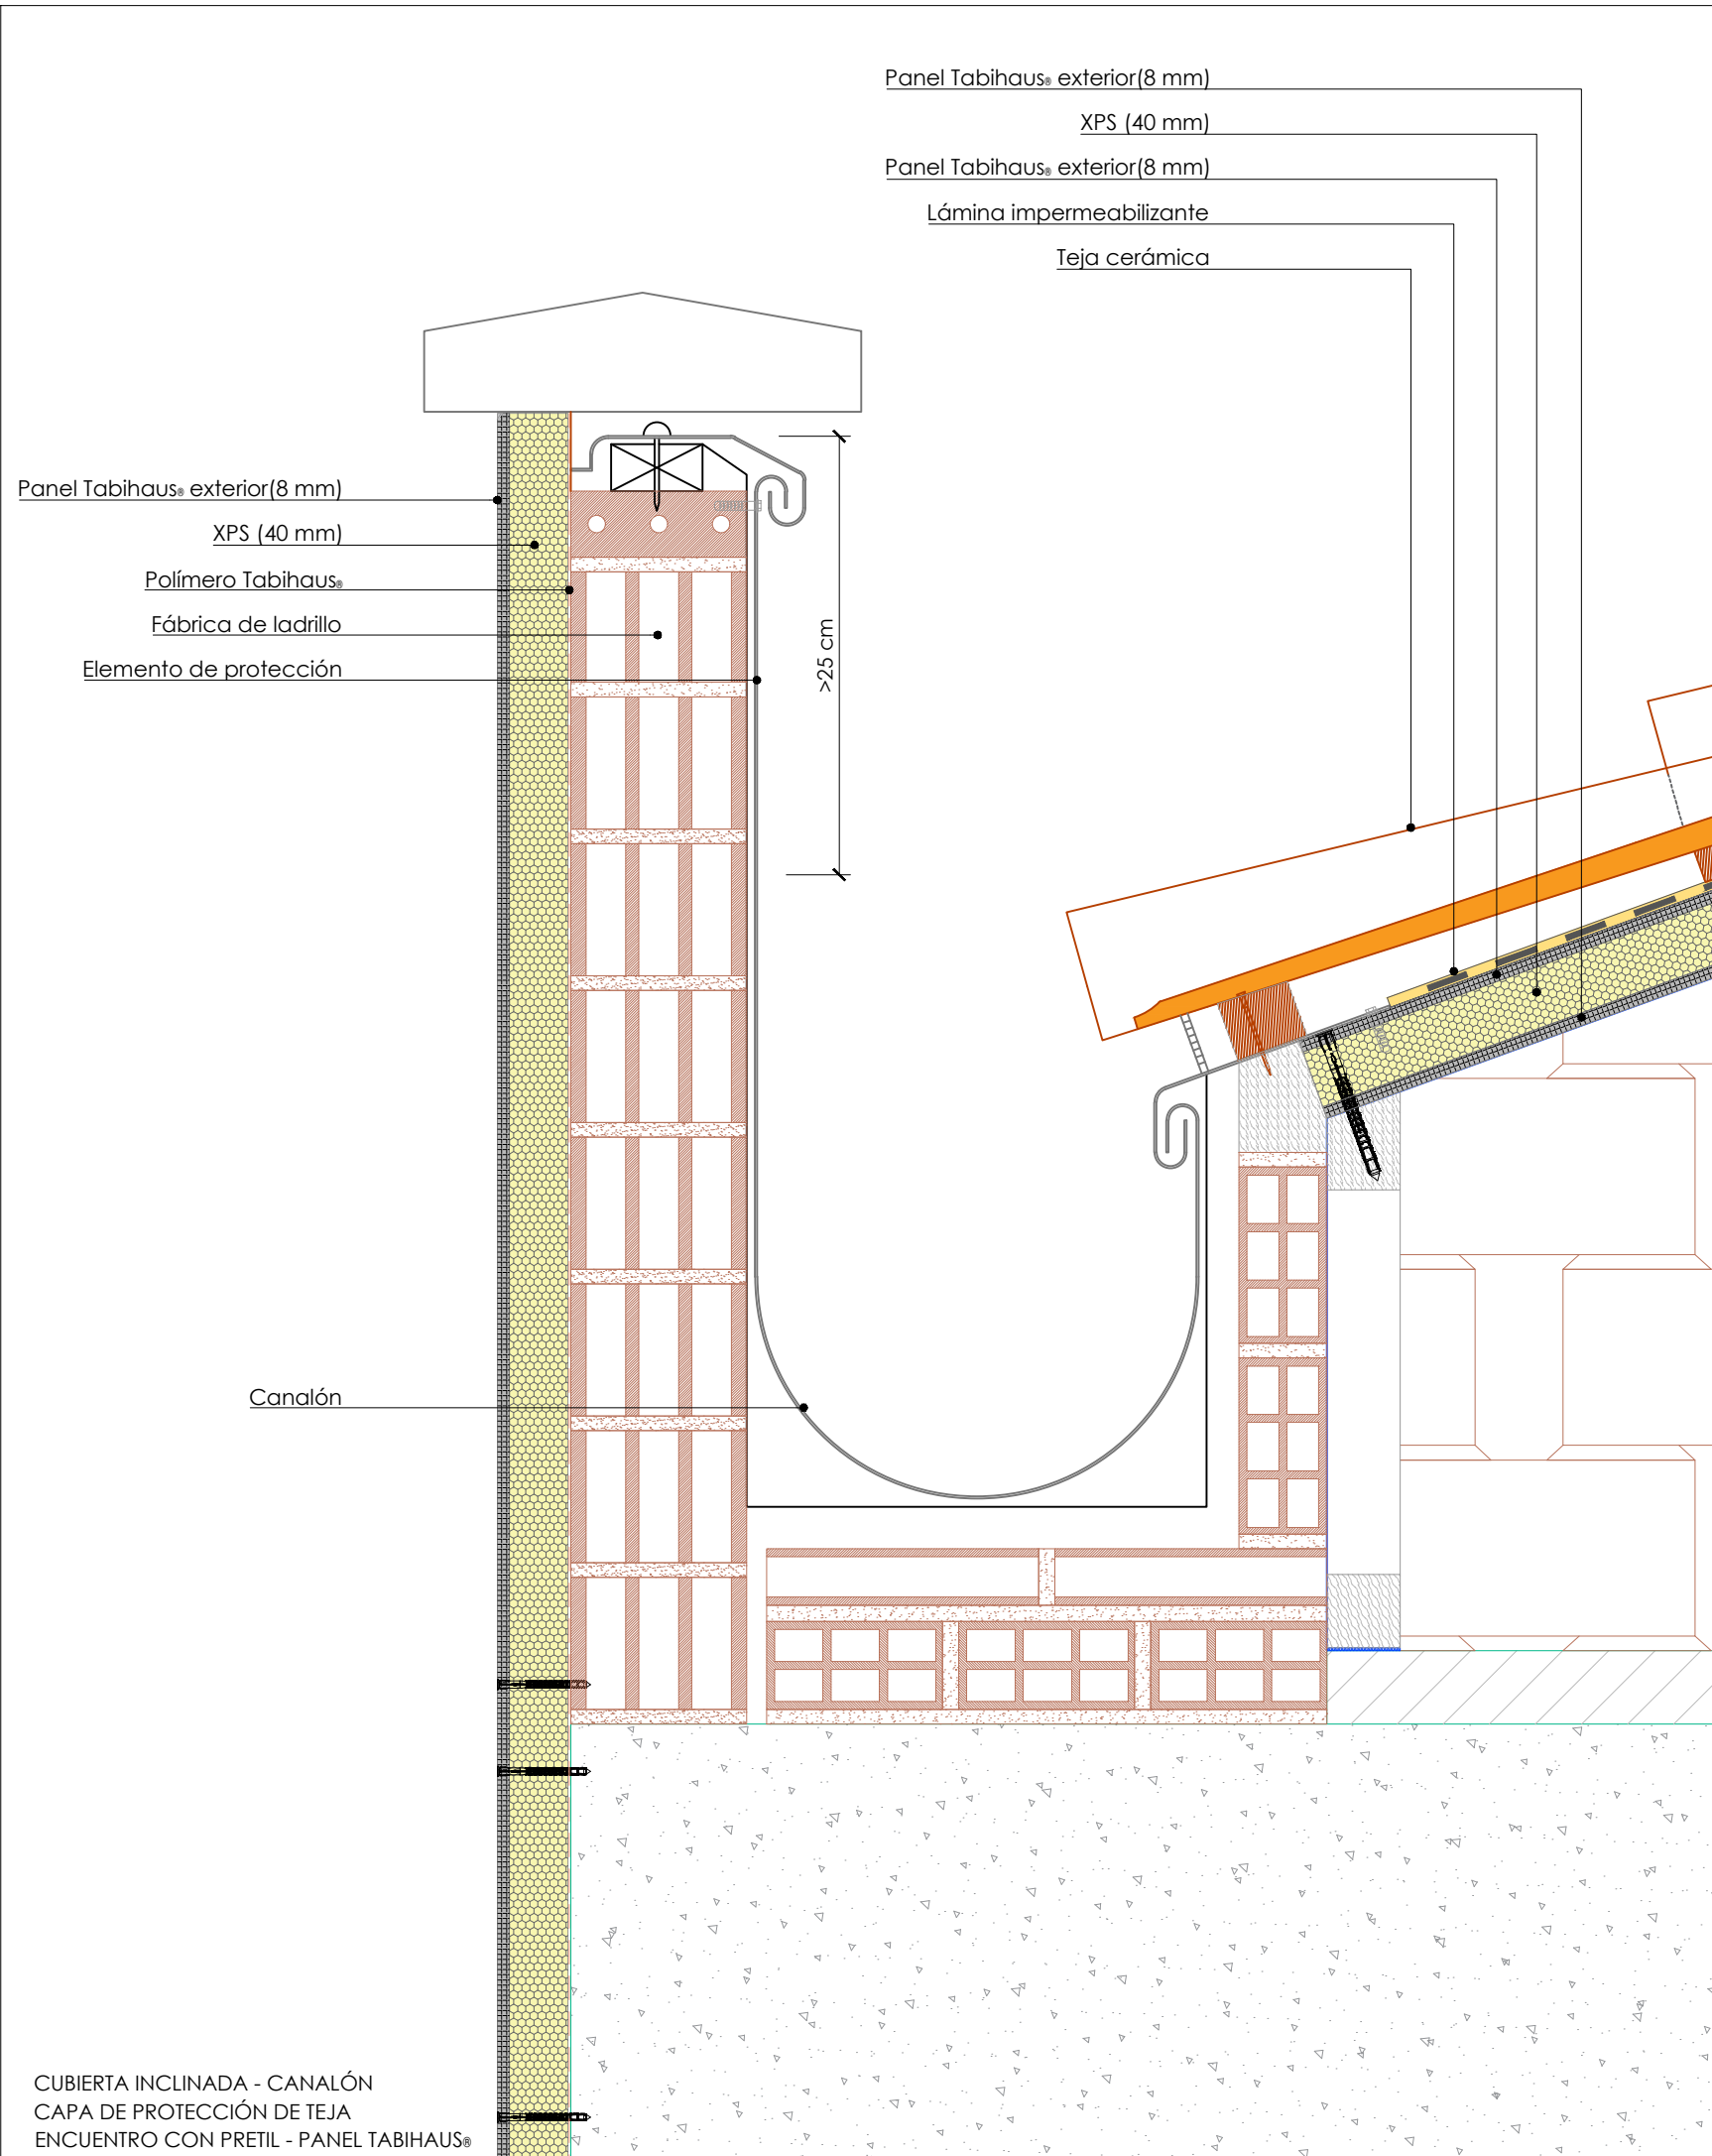 Panel Tabihaus® exterior(8 mm)
XPS (40 mm)
Panel Tabihaus® exterior(8 mm)
Lámina impermeabilizante
Teja cerámica
Panel Tabihaus® exterior(8 mm)
XPS (40 mm)
Polímero Tabihaus®
Fábrica de ladrillo
Elemento de protección
>25 cm
Canalón
CUBIERTA INCLINADA - CANALÓN
CAPA DE PROTECCIÓN DE TEJA
ENCUENTRO CON PRETIL - PANEL TABIHAUS®